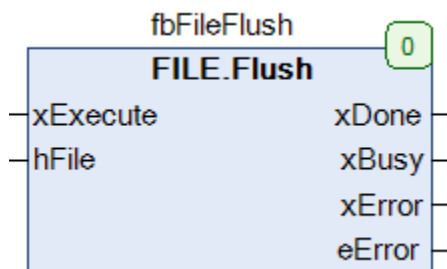 fbFileFlush
0
FILE.Flush
xExecute xDone
hFile xBusy
xError
eError